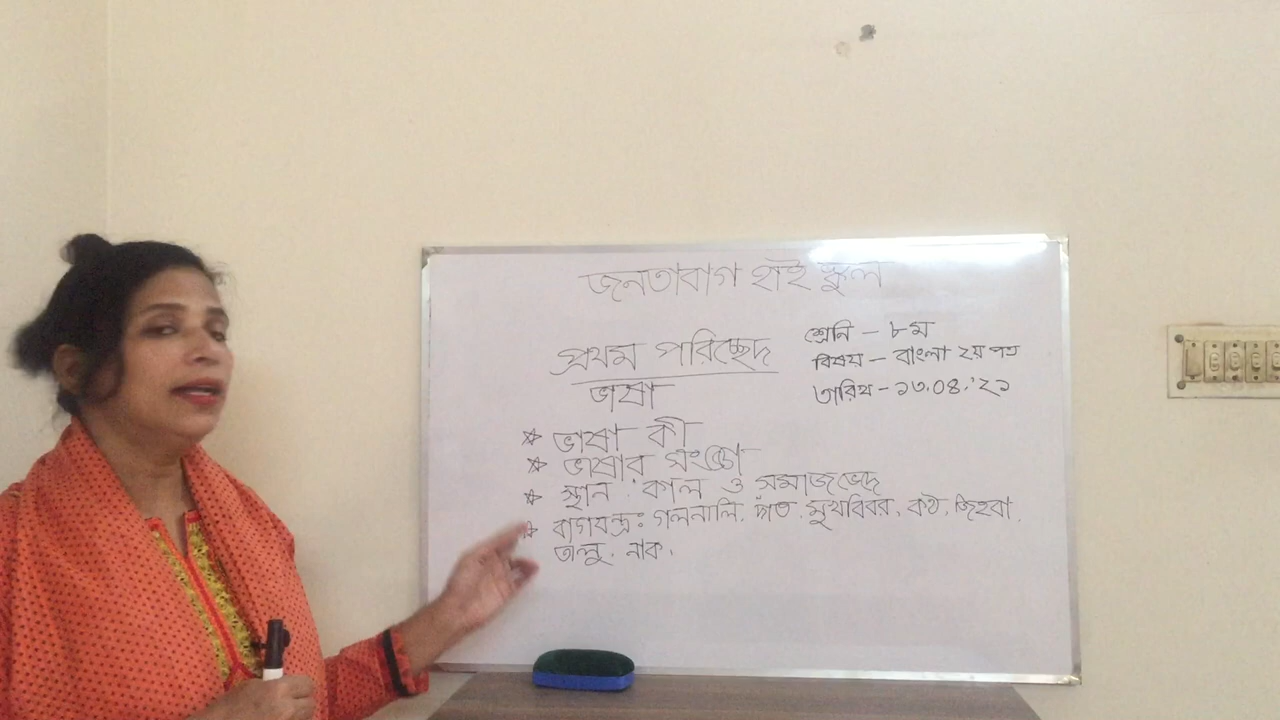 জনতাবাগ হাই স্কুল
প্রথম পরিচ্ছেদ
ভাষা
শ্রেনি - ৮ম
বিষয় - বাংলা ২য় পত্র
তারিখ - ১৩.০৪.'২১
* ভাষা কী
* ভাষার সংজ্ঞা
* স্থান, কাল ও সমাজভেদ
* বাগযন্ত্র: গলনালি, দাঁত, মুখবিবর, কণ্ঠ, জিহবা,
তালু, নাক,